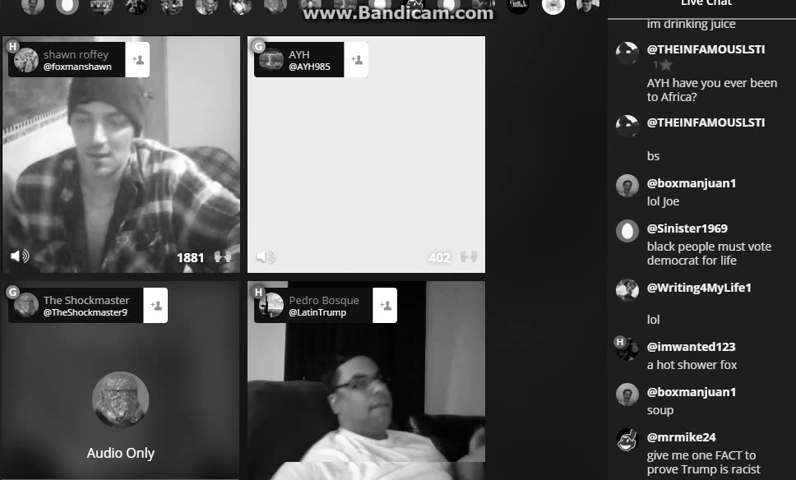 www.Bandicam.com
Live Chat
H
shawn roffey
@foxmanshawn
1881
G
AYH
@AYH985
402
G
The Shockmaster
@TheShockmaster9
Audio Only
H
Pedro Bosque
@LatinTrump
im drinking juice
@THEINFAMOUSLSTI
1
AYH have you ever been
to Africa?
@THEINFAMOUSLSTI
bs
@boxmanjuan1
lol Joe
@Sinister1969
black people must vote
democrat for life
@Writing4MyLife1
lol
H
@imwanted123
a hot shower fox
@boxmanjuan1
soup
@mrmike24
give me one FACT to
prove Trump is racist